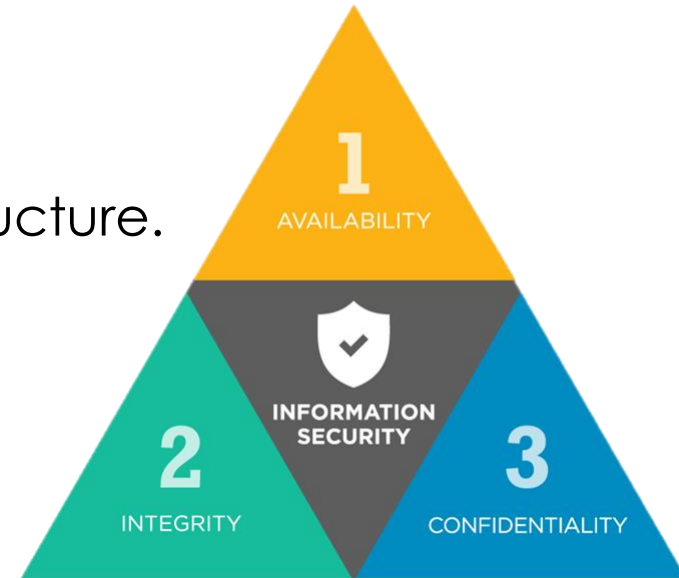 1
AVAILABILITY
ucture.
INFORMATION
SECURITY
2
INTEGRITY
3
CONFIDENTIALITY